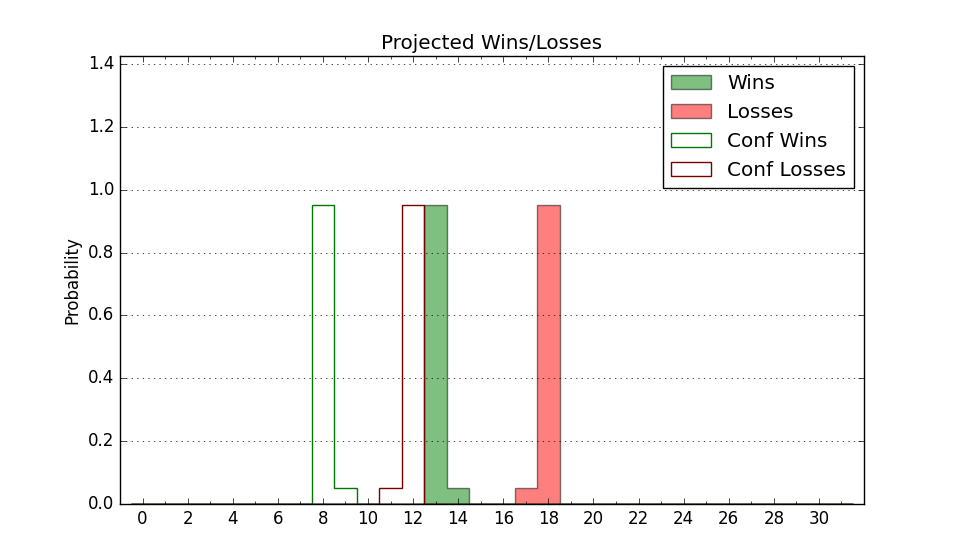 Projected Wins/Losses
1.4
1.2
1.0
0.8
0.6
0.4
0.2
0.0
Probability
Wins
Losses
Conf Wins
Conf Losses
0 2 4 6 8 10 12 14 16 18 20 22 24 26 28 30